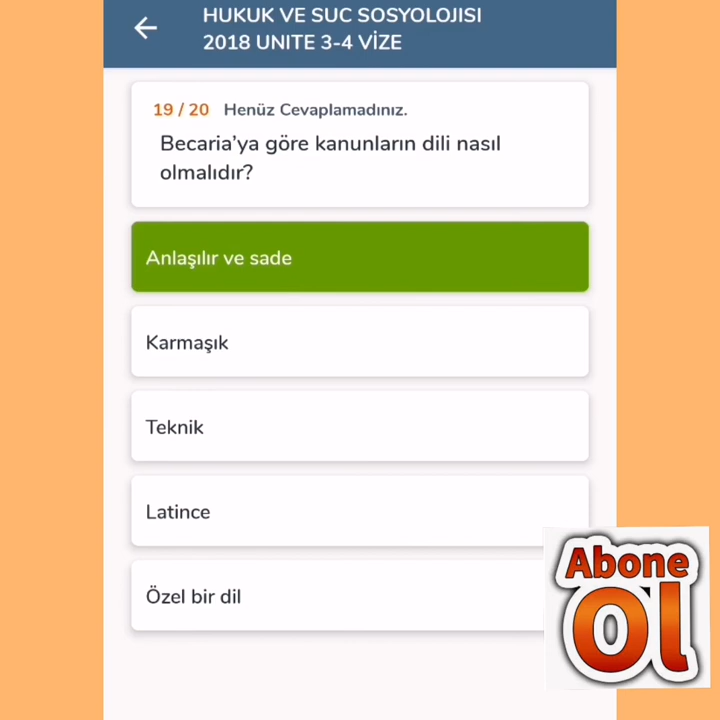 HUKUK VE SUC SOSYOLOJISI
2018 UNITE 3-4 VİZE
19 / 20 Henüz Cevaplamadınız.
Becaria'ya göre kanunların dili nasıl
olmalıdır?
Anlaşılır ve sade
Karmaşık
Teknik
Latince
Özel bir dil
Abone
Ol